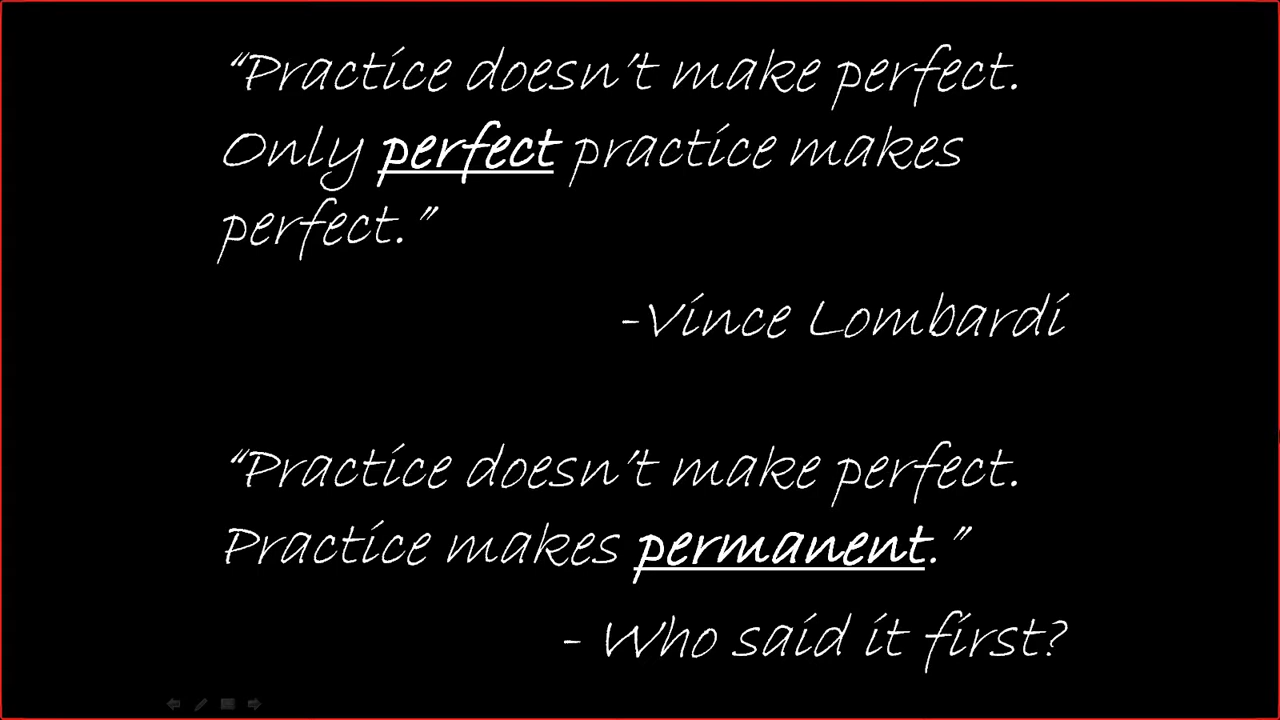 “Practice doesn’t make perfect.
Only perfect practice makes
perfect.”
-Vince Lombardi
“Practice doesn’t make perfect.
Practice makes permanent.”
- Who said it first?